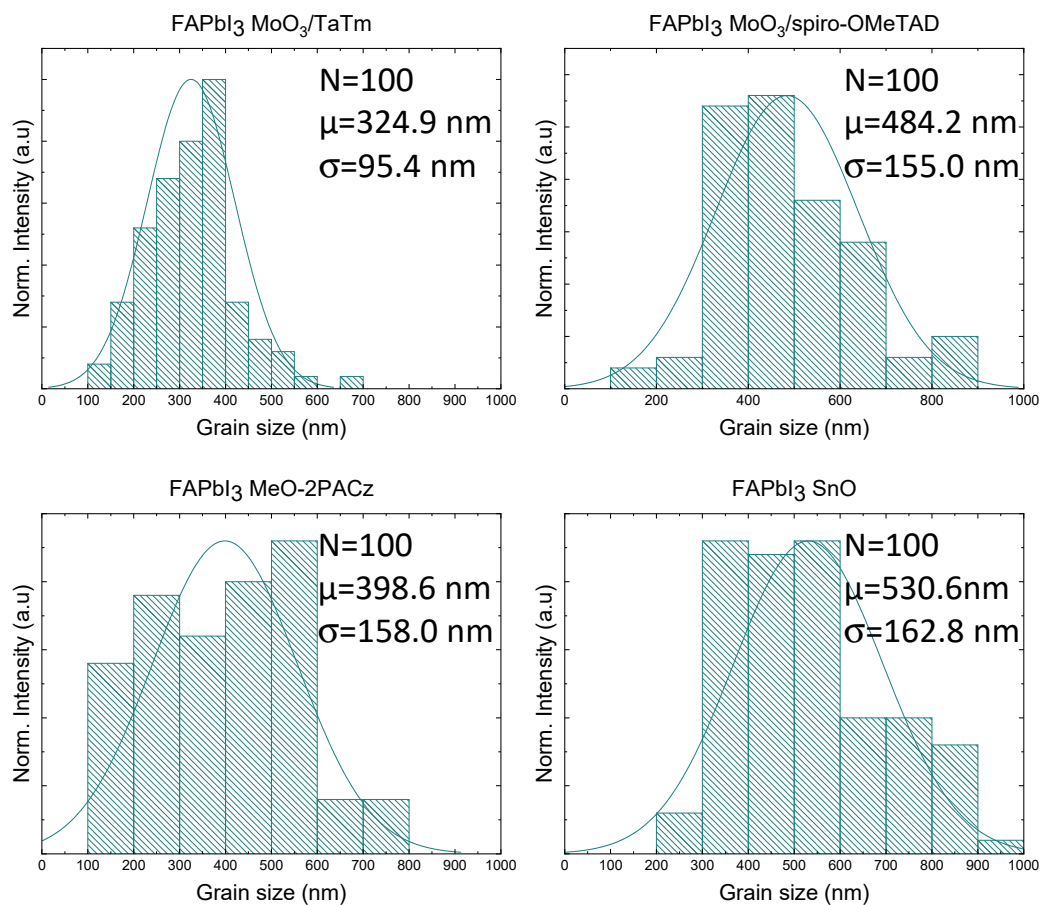 FAPbI3 MoO3/TaTm
N=100
μ=324.9 nm
σ=95.4 nm
Norm. Intensity (a.u)
0 100 200 300 400 500 600 700 800 900 1000
Grain size (nm)
FAPbI3 MoO3/spiro-OMeTAD
N=100
μ=484.2 nm
σ=155.0 nm
Norm. Intensity (a.u)
0 200 400 600 800 1000
Grain size (nm)
FAPbI3 MeO-2PACz
N=100
μ=398.6 nm
σ=158.0 nm
Norm. Intensity (a.u)
0 100 200 300 400 500 600 700 800 900 1000
Grain size (nm)
FAPbI3 SnO
N=100
μ=530.6nm
σ=162.8 nm
Norm. Intensity (a.u)
0 100 200 300 400 500 600 700 800 900 1000
Grain size (nm)